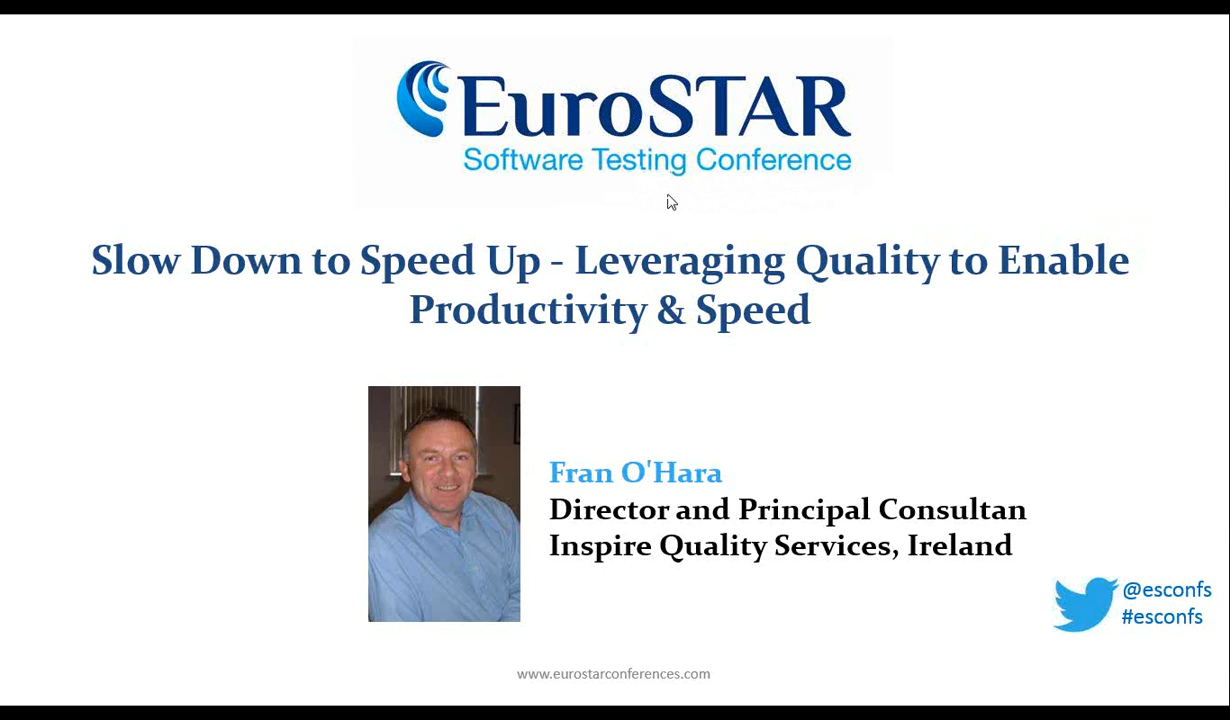 EuroSTAR
Software Testing Conference
Slow Down to Speed Up - Leveraging Quality to Enable
Productivity & Speed
Fran O'Hara
Director and Principal Consultan
Inspire Quality Services, Ireland
@esconfs
#esconfs
www.eurostarconferences.com